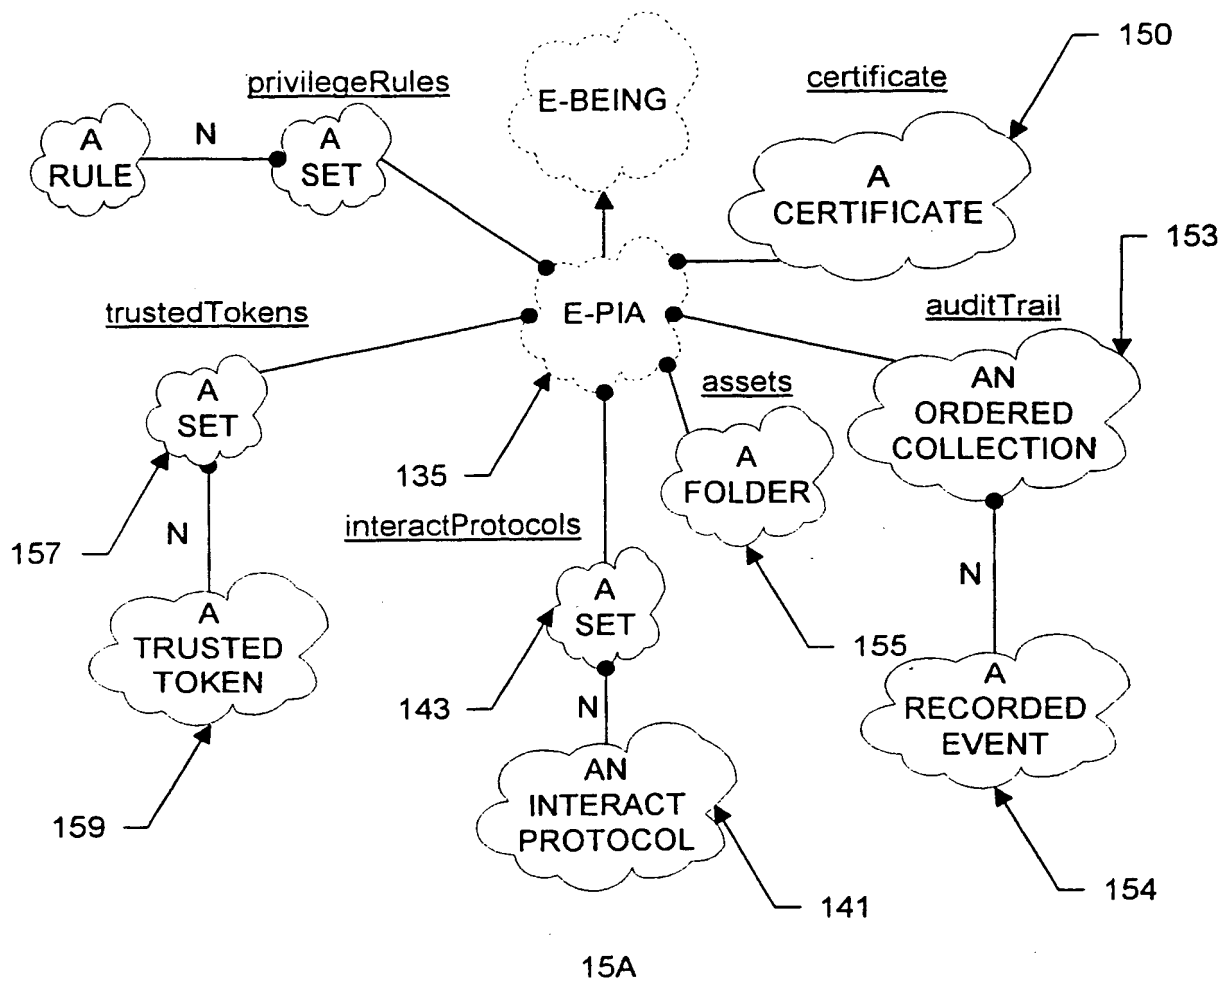 150
privilegeRules
E-BEING
certificate
A
RULE
N
A
SET
A
CERTIFICATE
153
trustedTokens
E-PIA
auditTrail
A
SET
assets
AN
ORDERED
COLLECTION
135
A
FOLDER
interactProtocols
157
N
N
A
SET
155
A
TRUSTED
TOKEN
143
N
A
RECORDED
EVENT
AN
INTERACT
PROTOCOL
159
154
141
15A